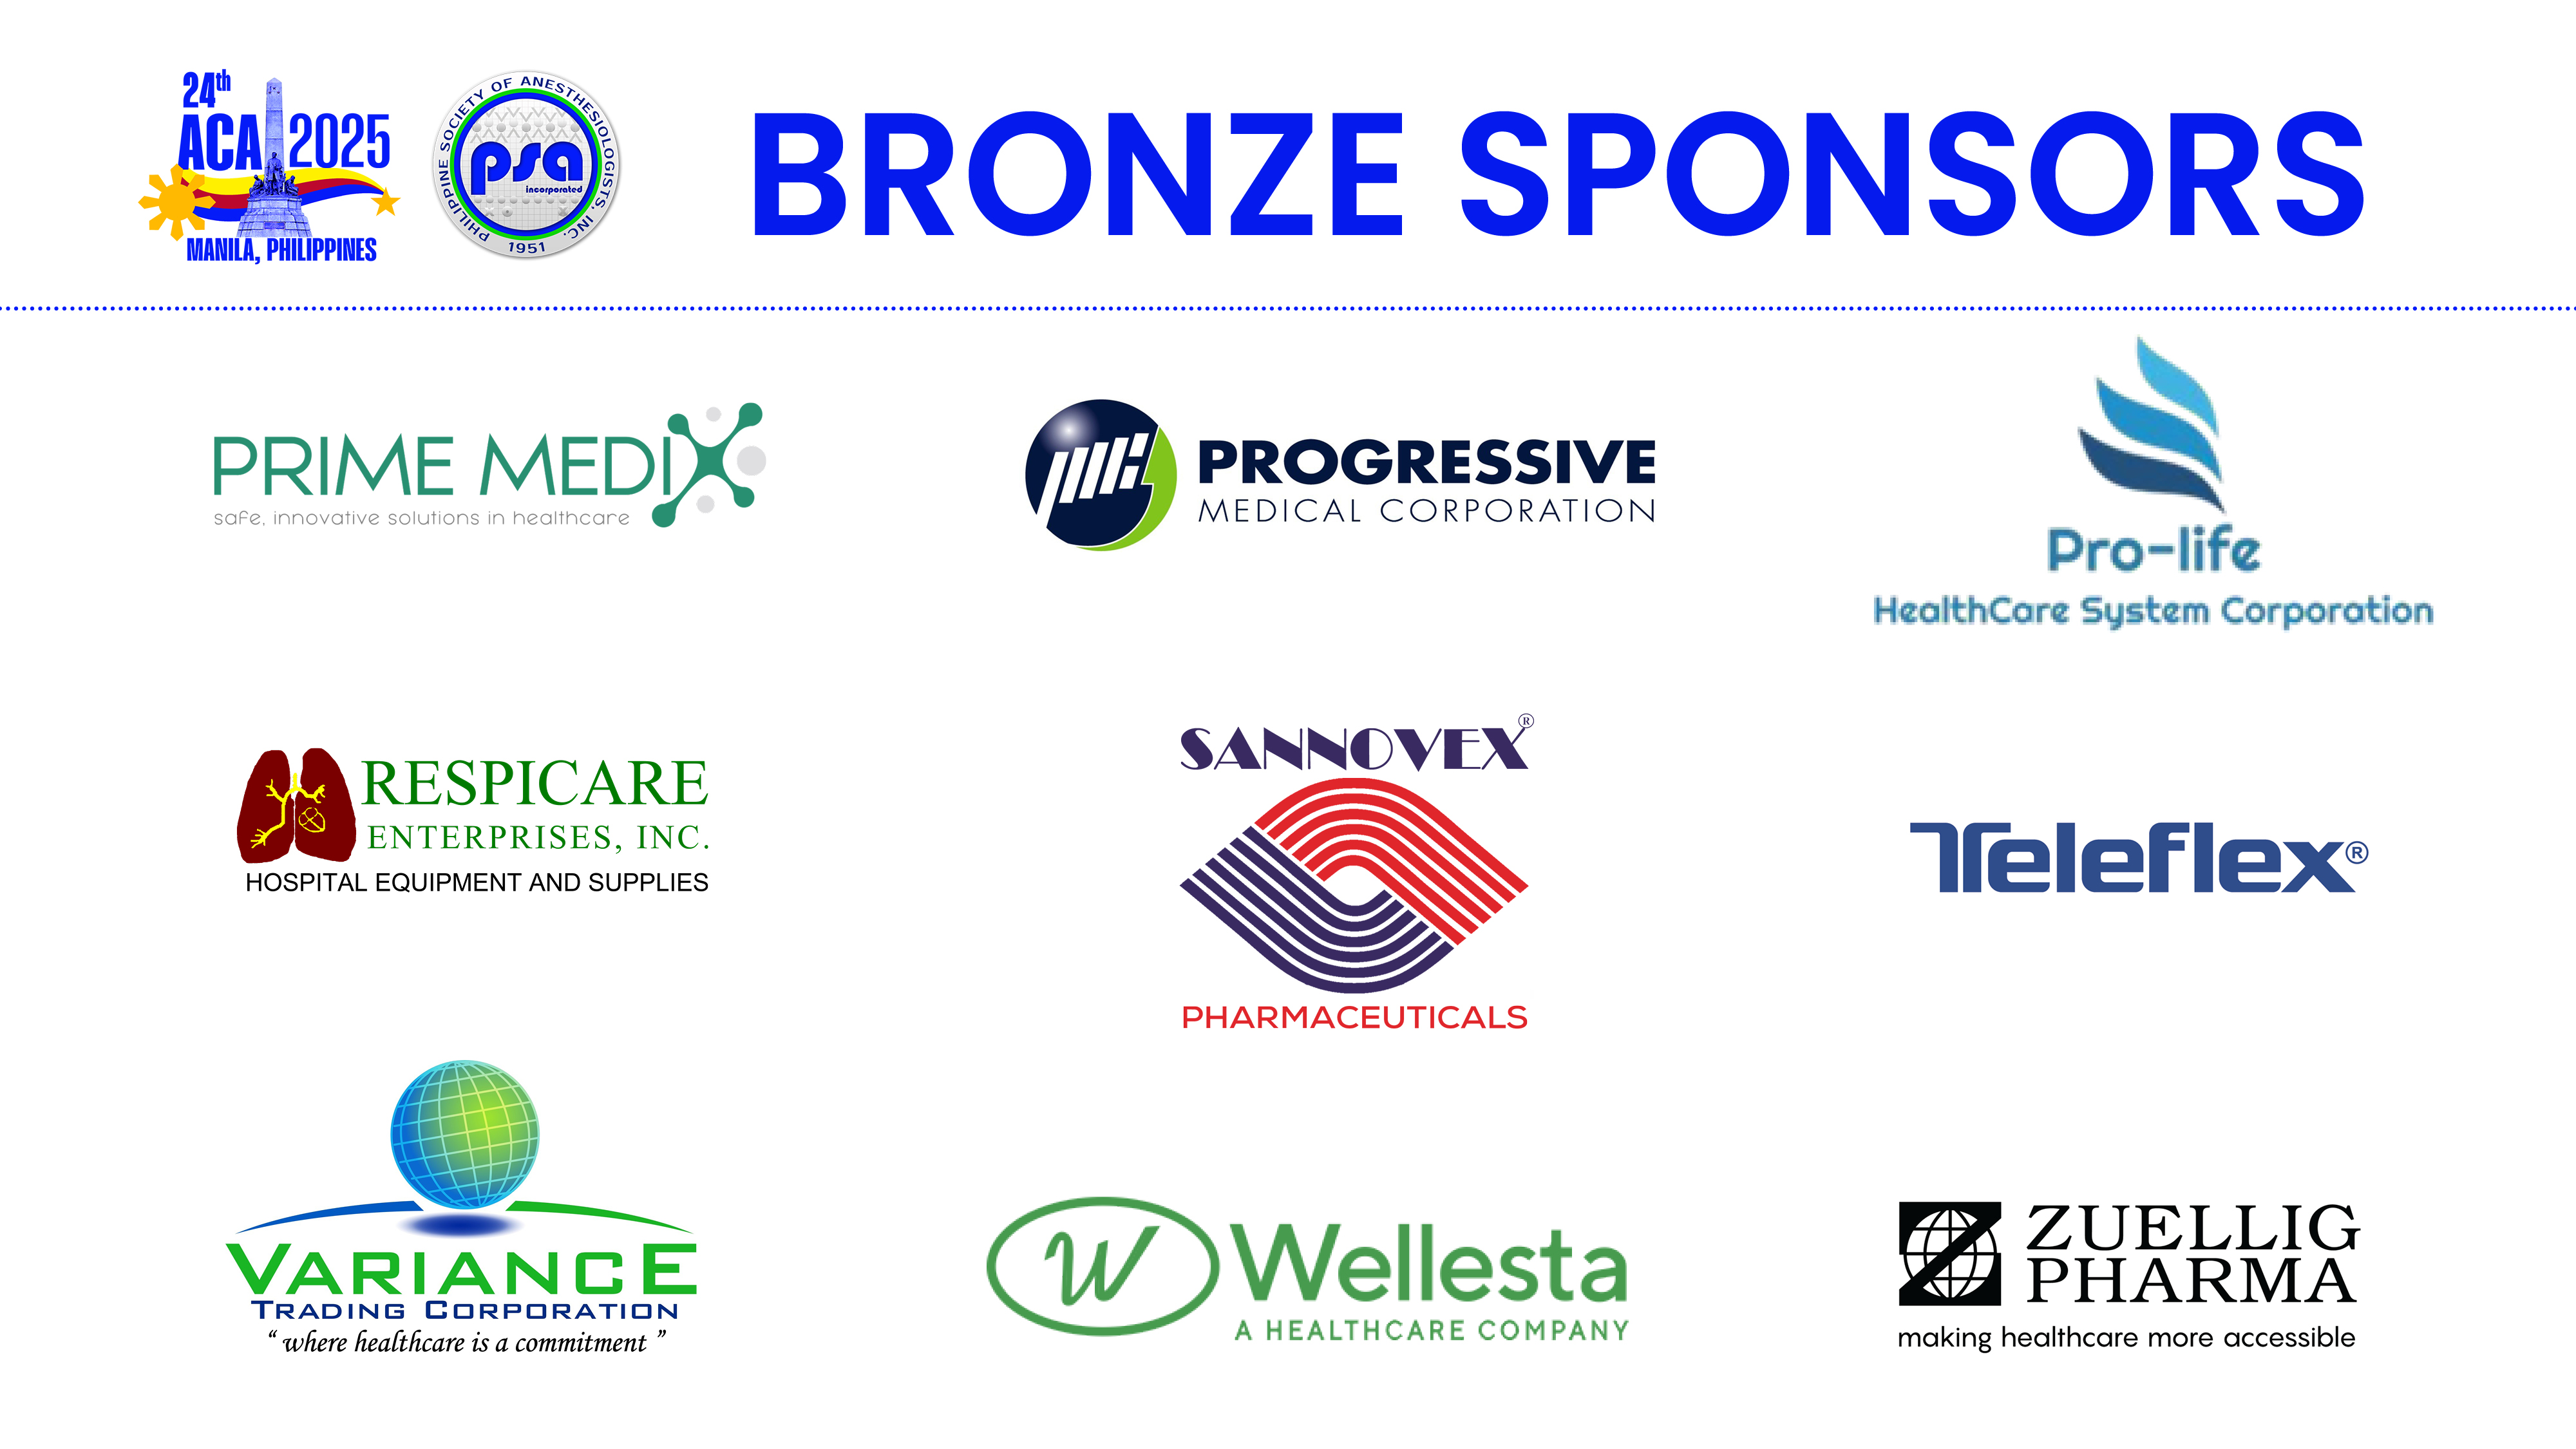 24th
ACA 2025
MANILA, PHILIPPINES
PHILIPPINE SOCIETY OF ANESTHESIOLOGISTS, INC.
psa
incorporated
1951
BRONZE SPONSORS
PRIME MEDIX
safe, innovative solutions in healthcare
PMC
PROGRESSIVE
MEDICAL CORPORATION
Pro-life
HealthCare System Corporation
RESPICARE
ENTERPRISES, INC.
HOSPITAL EQUIPMENT AND SUPPLIES
SANNOVEX®
PHARMACEUTICALS
Teleflex®
VARIANCE
TRADING CORPORATION
“ where healthcare is a commitment ”
W
Wellesta
A HEALTHCARE COMPANY
Z
ZUELLIG
PHARMA
making healthcare more accessible